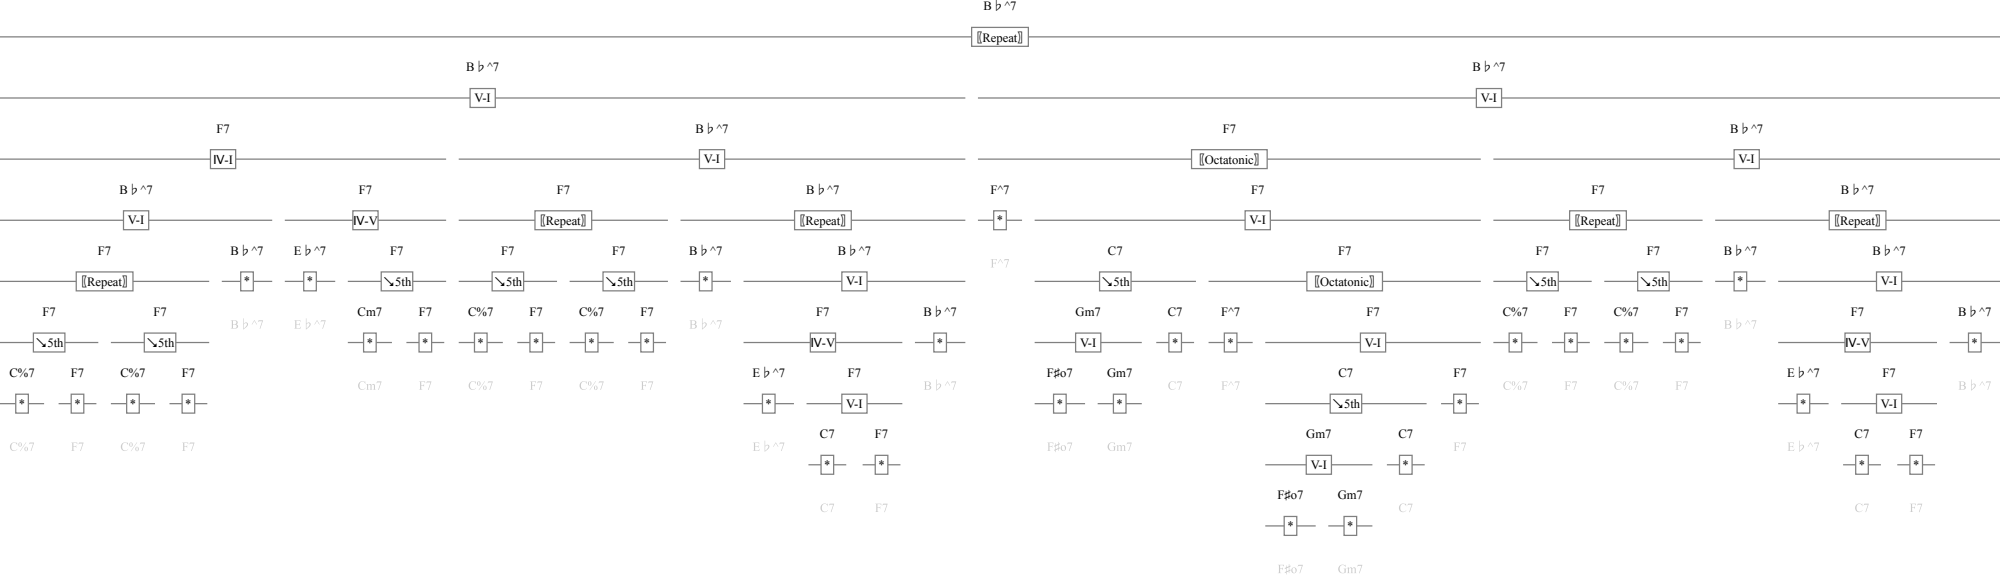 B♭^7
⟦Repeat⟧
B♭^7 B♭^7
V-I V-I
F7 B♭^7 F7 B♭^7
Ⅳ-I V-I ⟦Octatonic⟧ V-I
B♭^7 F7 F7 B♭^7 F^7 F7 F7 B♭^7
V-I Ⅳ-V ⟦Repeat⟧ ⟦Repeat⟧ * V-I ⟦Repeat⟧ ⟦Repeat⟧
F7 B♭^7 E♭^7 F7 F7 F7 B♭^7 B♭^7 F^7 C7 F7 F7 F7 B♭^7 B♭^7
⟦Repeat⟧ * * ↘5th ↘5th ↘5th * V-I ↘5th ⟦Octatonic⟧ ↘5th ↘5th * V-I
F7 F7 B♭^7 E♭^7 Cm7 F7 C%7 F7 C%7 F7 B♭^7 F7 B♭^7 Gm7 C7 F^7 F7 C%7 F7 C%7 F7 B♭^7 F7 B♭^7
↘5th ↘5th * * * * * * Ⅳ-V * V-I * * V-I * * * * Ⅳ-V *
C%7 F7 C%7 F7 Cm7 F7 C%7 F7 C%7 F7 E♭^7 F7 B♭^7 F♯o7 Gm7 C7 F^7 C7 F7 C%7 F7 C%7 F7 E♭^7 F7 B♭^7
* * * * * V-I * * ↘5th * * V-I
C%7 F7 C%7 F7 E♭^7 C7 F7 F♯o7 Gm7 Gm7 C7 F7 E♭^7 C7 F7
* * V-I * * *
C7 F7 F♯o7 Gm7 C7 C7 F7
* *
F♯o7 Gm7